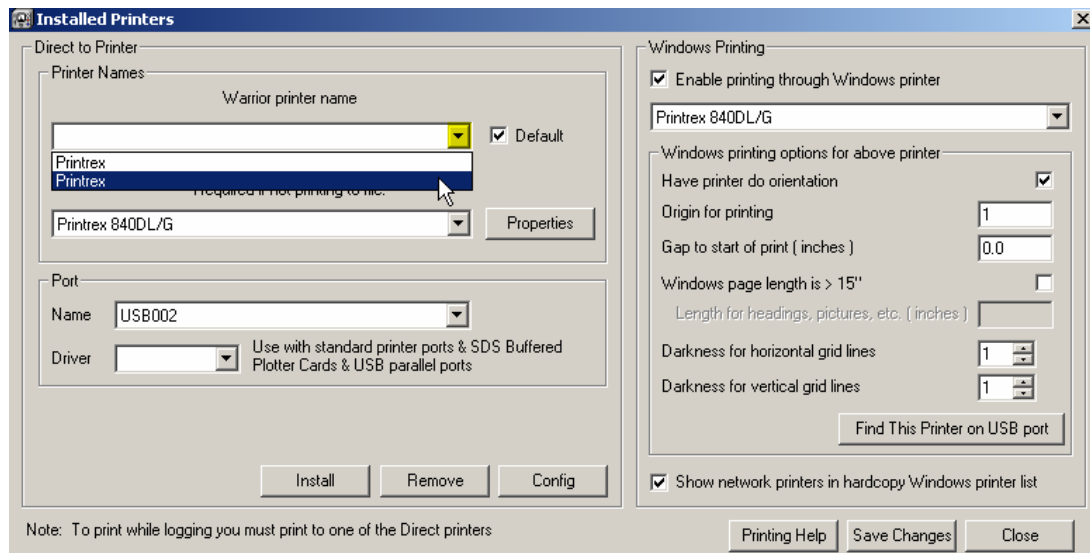 Installed Printers
Direct to Printer
Printer Names
Warrior printer name
Default
Printrex
Printrex
Required if not printing to file.
Printrex 840DL/G
Properties
Port
Name USB002
Driver
Use with standard printer ports & SDS Buffered
Plotter Cards & USB parallel ports
Install Remove Config
Note: To print while logging you must print to one of the Direct printers
Windows Printing
Enable printing through Windows printer
Printrex 840DL/G
Windows printing options for above printer
Have printer do orientation
Origin for printing 1
Gap to start of print ( inches ) 0.0
Windows page length is > 15"
Length for headings, pictures, etc. ( inches )
Darkness for horizontal grid lines 1
Darkness for vertical grid lines 1
Find This Printer on USB port
Show network printers in hardcopy Windows printer list
Printing Help Save Changes Close